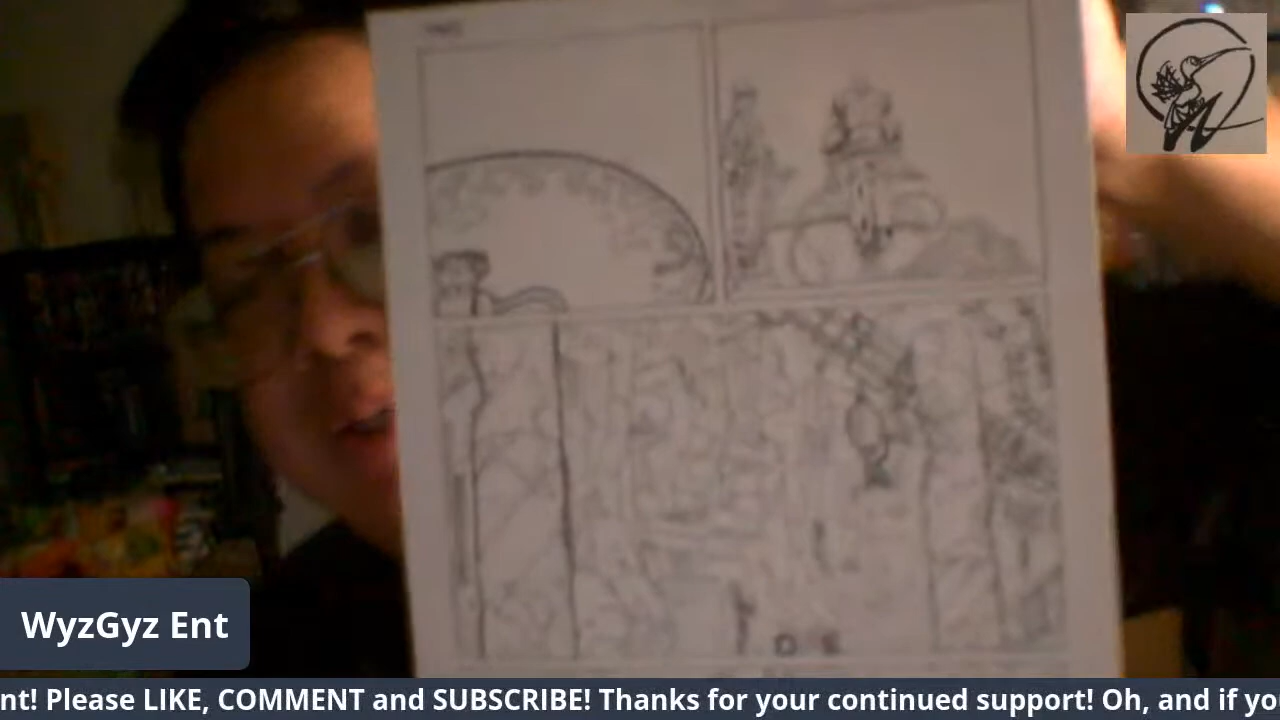 WyzGyz Ent
nt! Please LIKE, COMMENT and SUBSCRIBE! Thanks for your continued support! Oh, and if yo